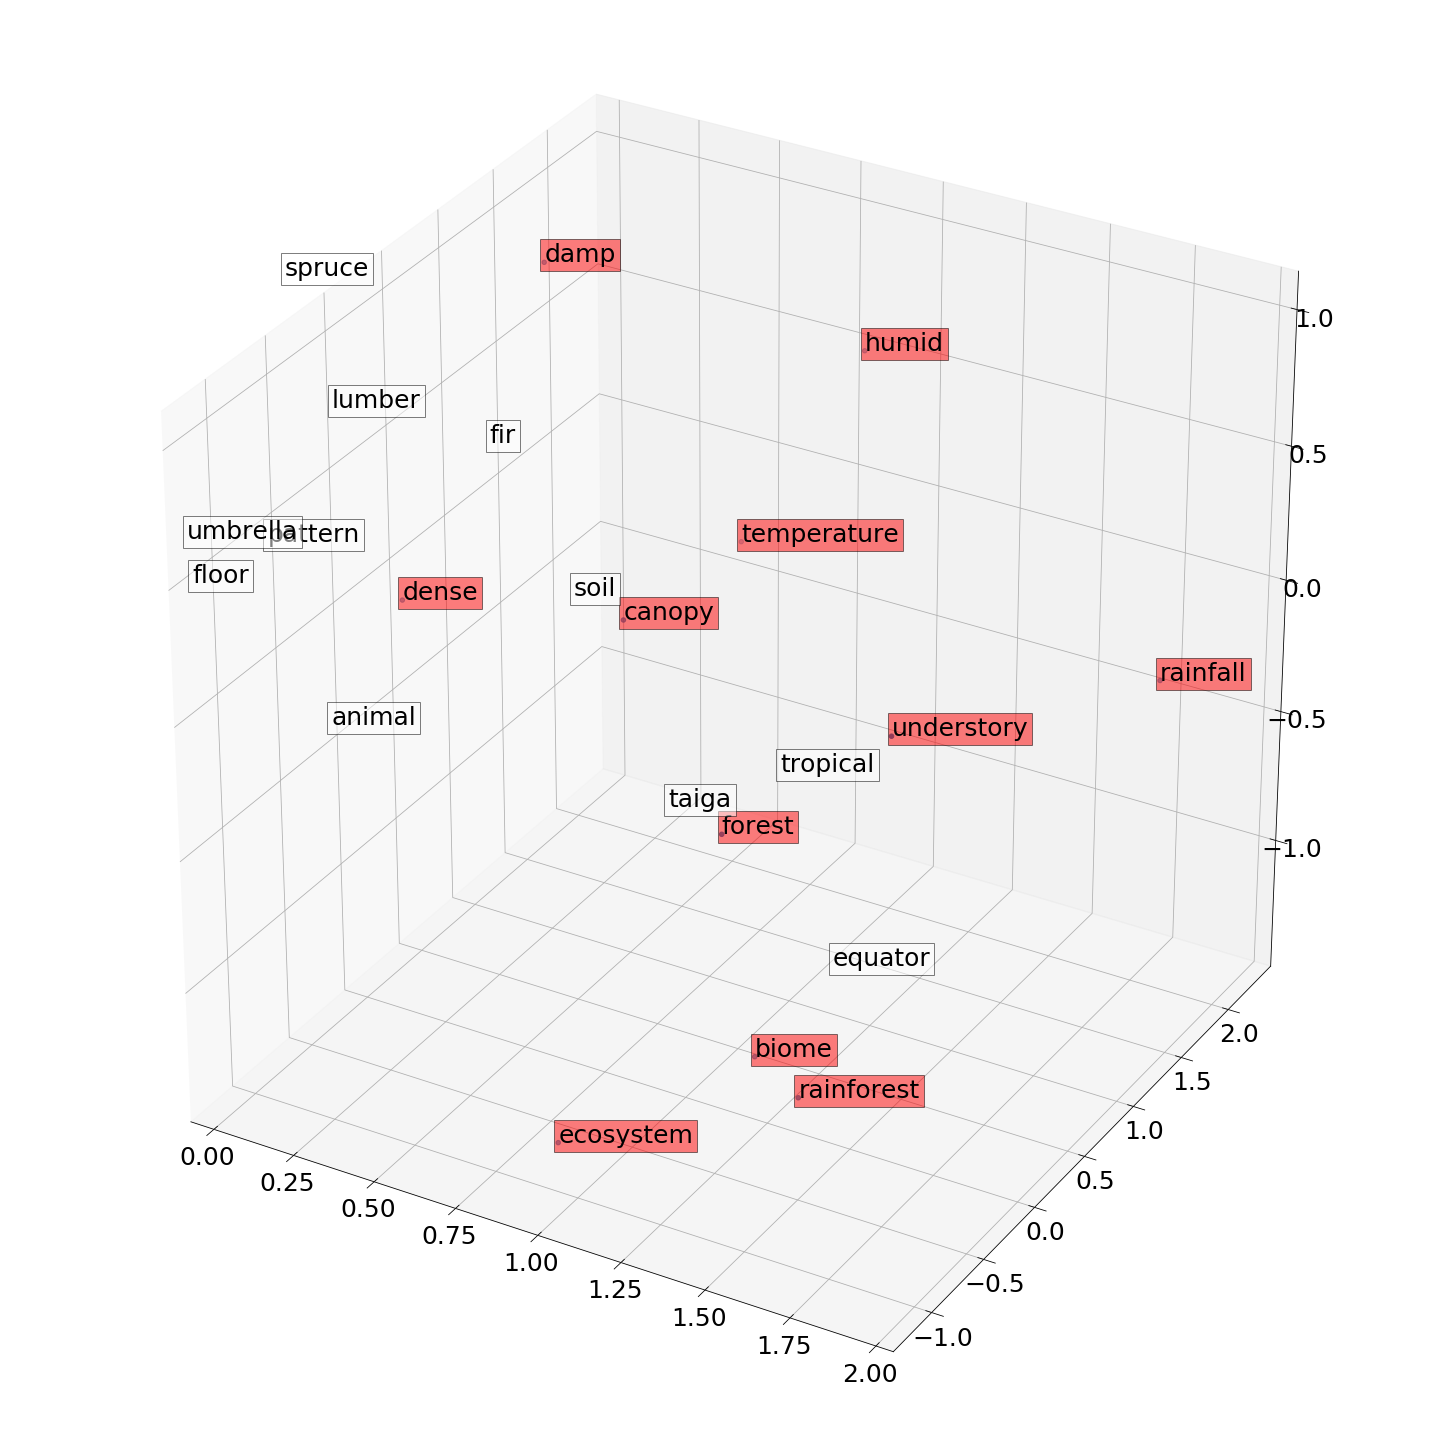 damp
spruce
humid
lumber
fir
umbrella
pattern
temperature
floor
dense
soil
canopy
rainfall
animal
understory
tropical
taiga
forest
equator
biome
rainforest
ecosystem
1.0
0.5
0.0
−0.5
−1.0
2.0
1.5
1.0
0.5
0.0
−0.5
−1.0
0.00
0.25
0.50
0.75
1.00
1.25
1.50
1.75
2.00